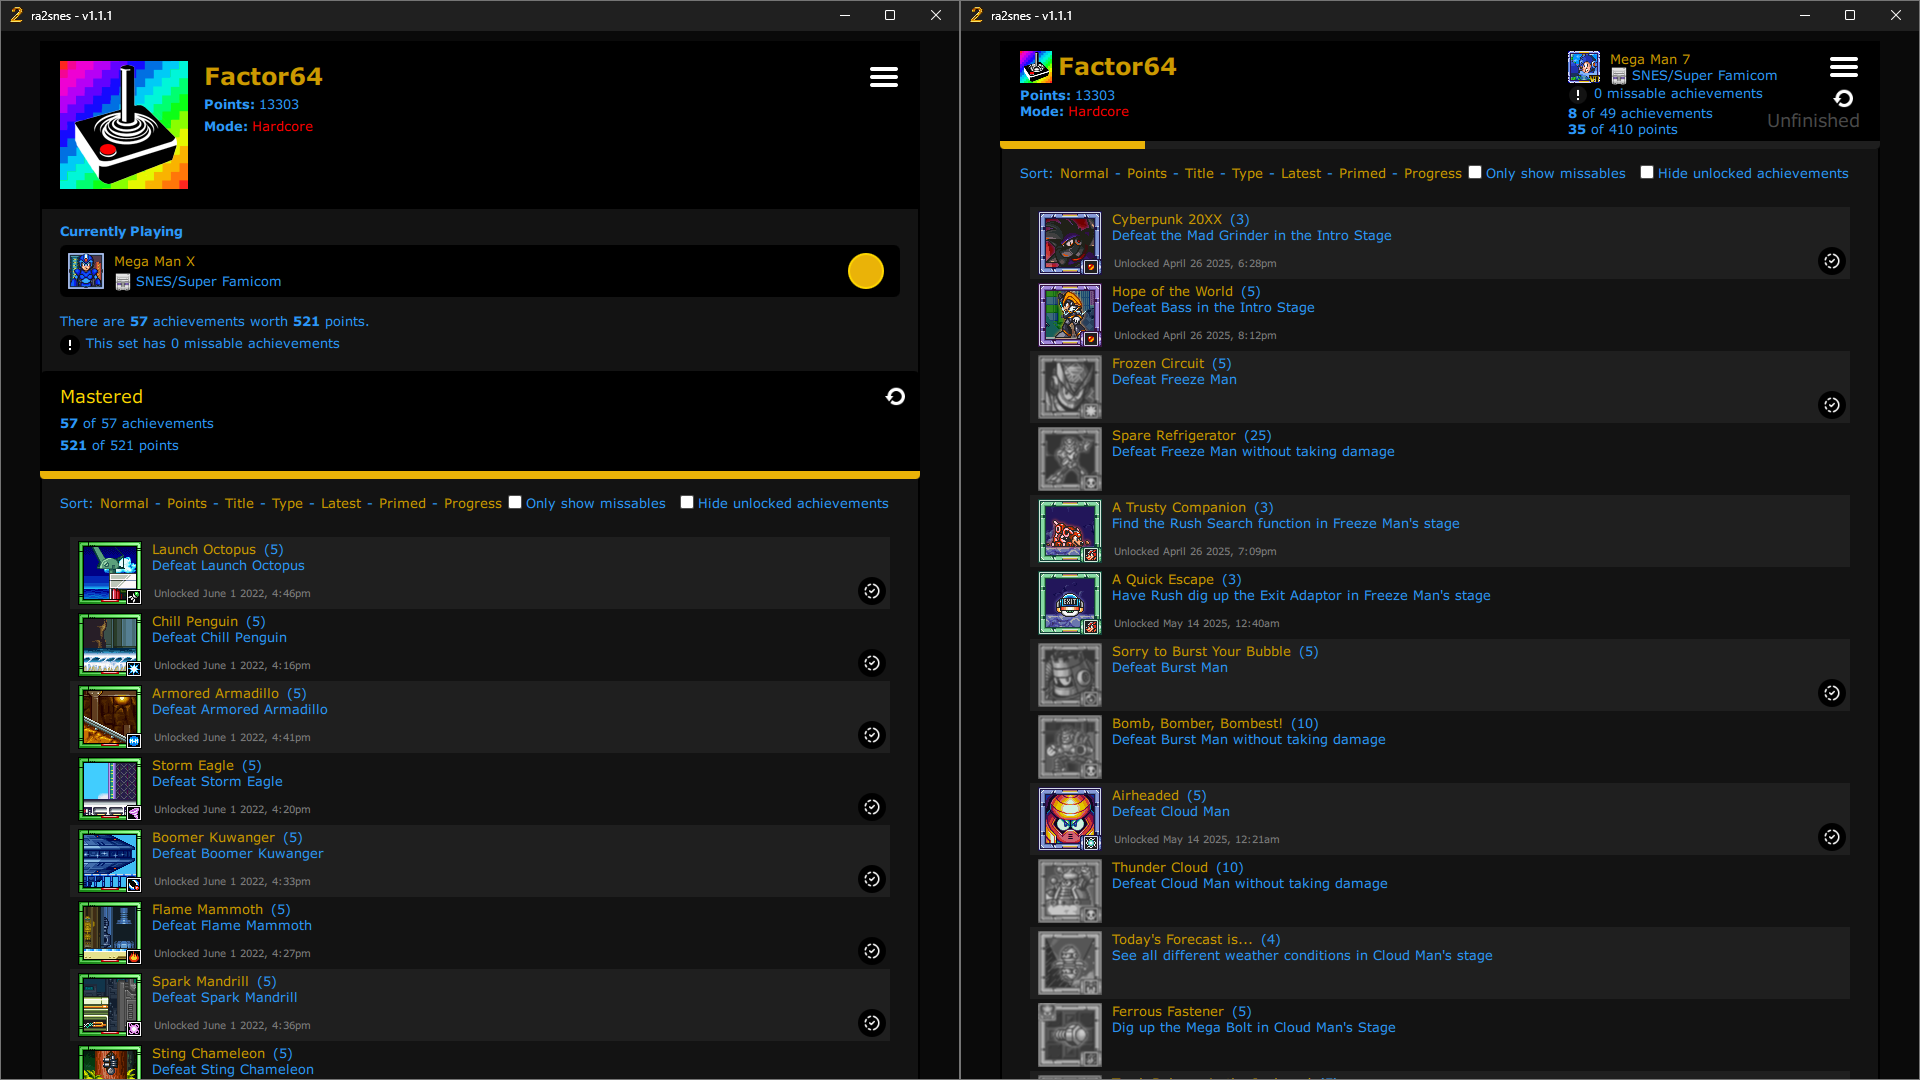 ra2snes - v1.1.1
Factor64
Points: 13303
Mode: Hardcore
Currently Playing
Mega Man X
SNES/Super Famicom
There are 57 achievements worth 521 points.
This set has 0 missable achievements
Mastered
57 of 57 achievements
521 of 521 points
Sort: Normal - Points - Title - Type - Latest - Primed - Progress Only show missables Hide unlocked achievements
Launch Octopus (5)
Defeat Launch Octopus
Unlocked June 1 2022, 4:46pm
Chill Penguin (5)
Defeat Chill Penguin
Unlocked June 1 2022, 4:16pm
Armored Armadillo (5)
Defeat Armored Armadillo
Unlocked June 1 2022, 4:41pm
Storm Eagle (5)
Defeat Storm Eagle
Unlocked June 1 2022, 4:20pm
Boomer Kuwanger (5)
Defeat Boomer Kuwanger
Unlocked June 1 2022, 4:33pm
Flame Mammoth (5)
Defeat Flame Mammoth
Unlocked June 1 2022, 4:27pm
Spark Mandrill (5)
Defeat Spark Mandrill
Unlocked June 1 2022, 4:36pm
Sting Chameleon (5)
Defeat Sting Chameleon
ra2snes - v1.1.1
Factor64
Points: 13303
Mode: Hardcore
Mega Man 7
SNES/Super Famicom
0 missable achievements
8 of 49 achievements
35 of 410 points
Unfinished
Sort: Normal - Points - Title - Type - Latest - Primed - Progress Only show missables Hide unlocked achievements
Cyberpunk 20XX (3)
Defeat the Mad Grinder in the Intro Stage
Unlocked April 26 2025, 6:28pm
Hope of the World (5)
Defeat Bass in the Intro Stage
Unlocked April 26 2025, 8:12pm
Frozen Circuit (5)
Defeat Freeze Man
Spare Refrigerator (25)
Defeat Freeze Man without taking damage
A Trusty Companion (3)
Find the Rush Search function in Freeze Man's stage
Unlocked April 26 2025, 7:09pm
A Quick Escape (3)
Have Rush dig up the Exit Adaptor in Freeze Man's stage
EXIT
Unlocked May 14 2025, 12:40am
Sorry to Burst Your Bubble (5)
Defeat Burst Man
Bomb, Bomber, Bombest! (10)
Defeat Burst Man without taking damage
Airheaded (5)
Defeat Cloud Man
Unlocked May 14 2025, 12:21am
Thunder Cloud (10)
Defeat Cloud Man without taking damage
Today's Forecast is... (4)
See all different weather conditions in Cloud Man's stage
Ferrous Fastener (5)
Dig up the Mega Bolt in Cloud Man's Stage